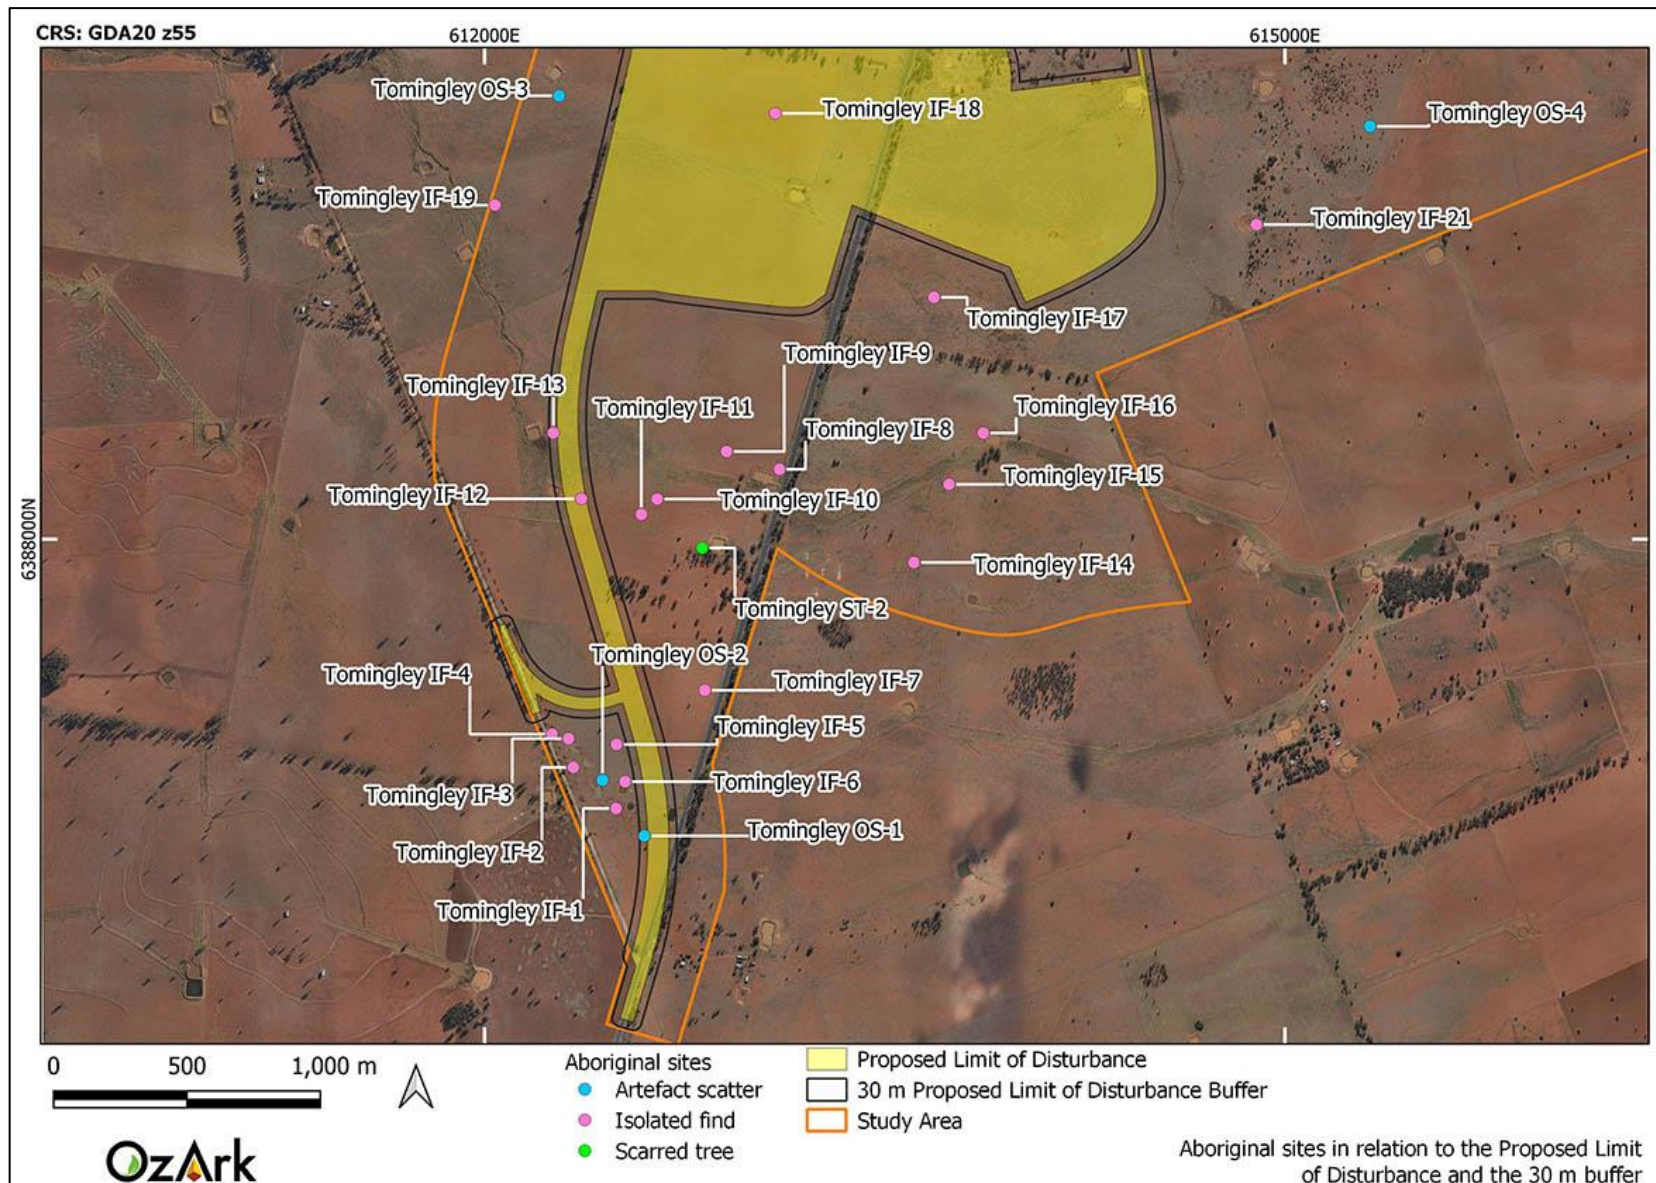 CRS: GDA20 z55
612000E
615000E
Tomingley OS-3
Tomingley IF-18
Tomingley OS-4
Tomingley IF-19
Tomingley IF-21
Tomingley IF-17
Tomingley IF-9
Tomingley IF-13
Tomingley IF-11
Tomingley IF-16
Tomingley IF-8
Tomingley IF-15
Tomingley IF-12
Tomingley IF-10
6388000N
Tomingley IF-14
Tomingley ST-2
Tomingley OS-2
Tomingley IF-4
Tomingley IF-7
Tomingley IF-5
Tomingley IF-6
Tomingley IF-3
Tomingley OS-1
Tomingley IF-2
Tomingley IF-1
0 500 1,000 m
Aboriginal sites
Artefact scatter
Isolated find
Scarred tree
Proposed Limit of Disturbance
30 m Proposed Limit of Disturbance Buffer
Study Area
OzArk
Aboriginal sites in relation to the Proposed Limit
of Disturbance and the 30 m buffer